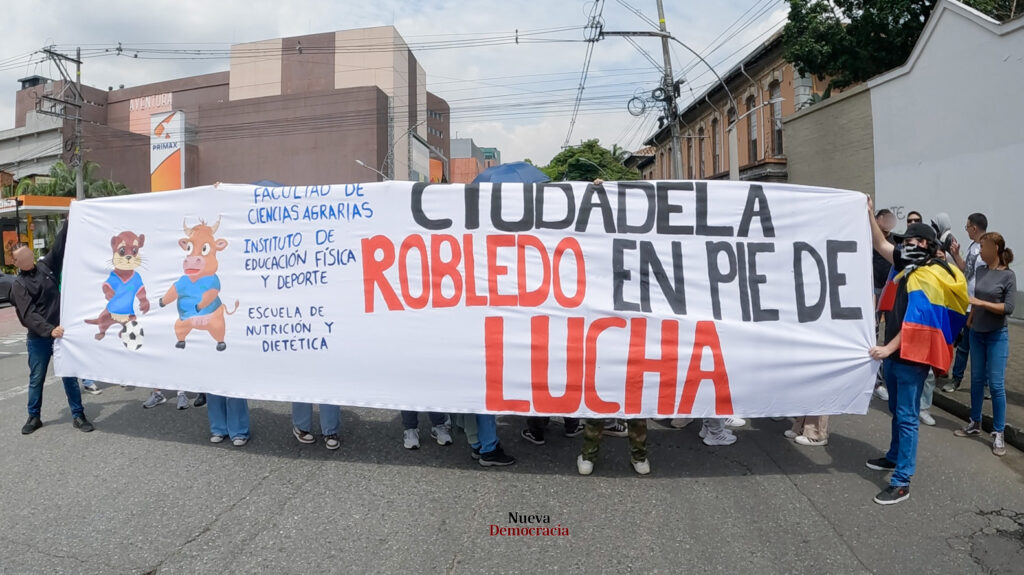 AVENTURA
PRIMAX
FACULTAD DE
CIENCIAS AGRARIAS
INSTITUTO DE
EDUCACIÓN FÍSICA
Y DEPORTE
ESCUELA DE
NUTRICIÓN Y
DIETÉTICA
CIUDADELA
ROBLEDO EN PIE DE
LUCHA
Nueva
Democracia